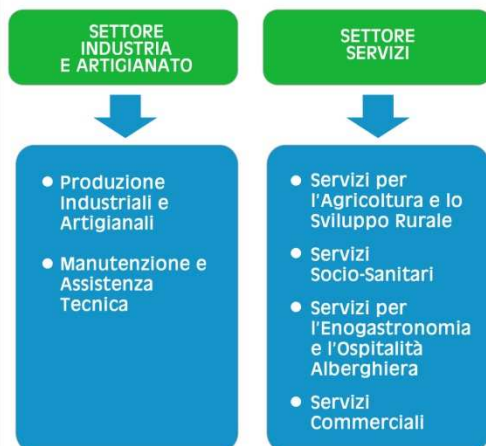 SETTORE
INDUSTRIA
E ARTIGIANATO
Produzione
Industriali e
Artigianali
Manutenzione e
Assistenza
Tecnica
SETTORE
SERVIZI
Servizi per
l'Agricoltura e lo
Sviluppo Rurale
Servizi
Socio-Sanitari
Servizi per
l'Enogastronomia
e l'Ospitalità
Alberghiera
Servizi
Commerciali